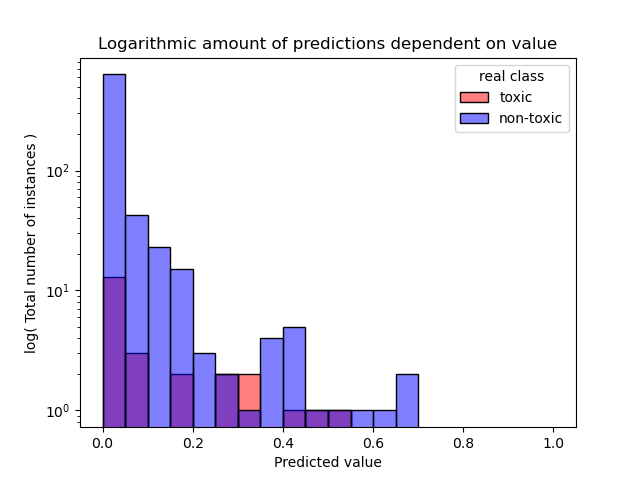 Logarithmic amount of predictions dependent on value
real class
toxic
non-toxic
log( Total number of instances )
10²
10¹
10⁰
0.0 0.2 0.4 0.6 0.8 1.0
Predicted value